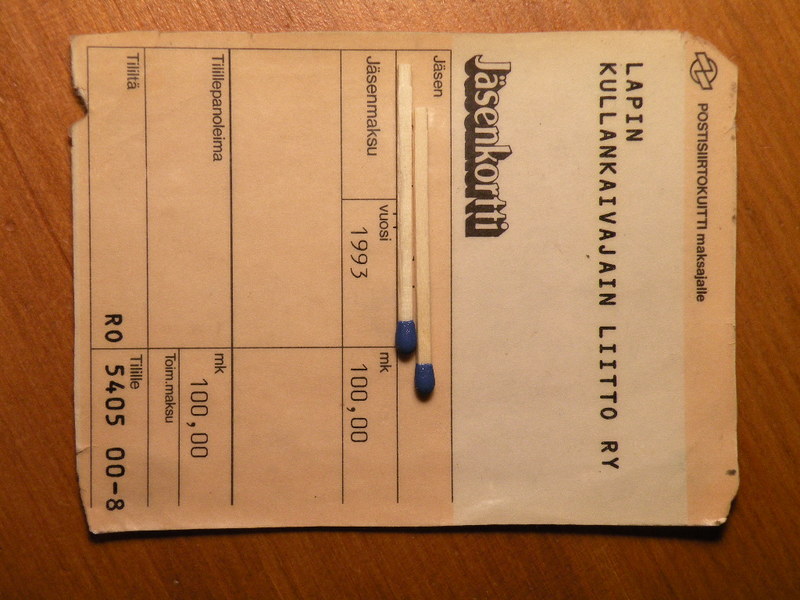 POSTISIIRTOKUITTI maksajalle
LAPIN
KULLANKAIVAJAIN LIITTO RY
Jäsenkortti
Jäsen
Jäsenmaksu
vuosi
1993
mk
100,00
Tilillepanoleima
mk
100,00
Toim.maksu
Tililtä
Tilille
RO 5405 00-8